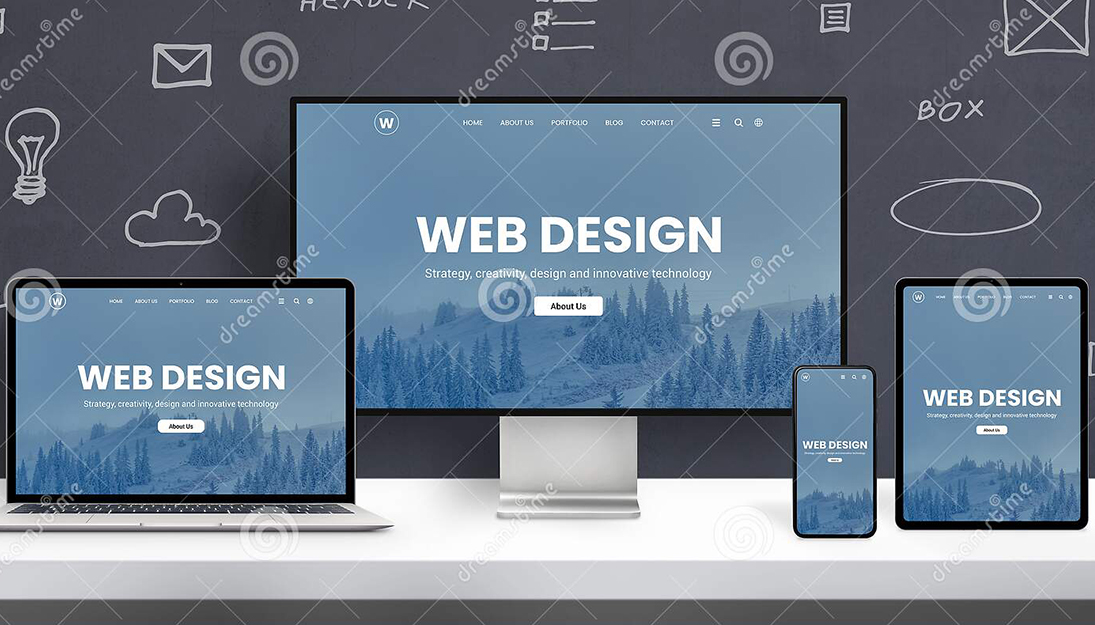 HEADER
BOX
W HOME ABOUT US PORTFOLIO BLOG CONTACT
WEB DESIGN
Strategy, creativity, design and innovative technology
About Us
W HOME ABOUT US PORTFOLIO BLOG CONTACT
WEB DESIGN
Strategy, creativity, design and innovative technology
About Us
W
WEB DESIGN
Strategy, creativity, design and innovative technology
W HOME ABOUT US PORTFOLIO BLOG CONTACT
WEB DESIGN
Strategy, creativity, design and innovative technology
About Us
dreamstime
dreamstime
dreamstime
dreamstime
dreamstime
dreamstime
dreamstime
dreamstime
dreamstime